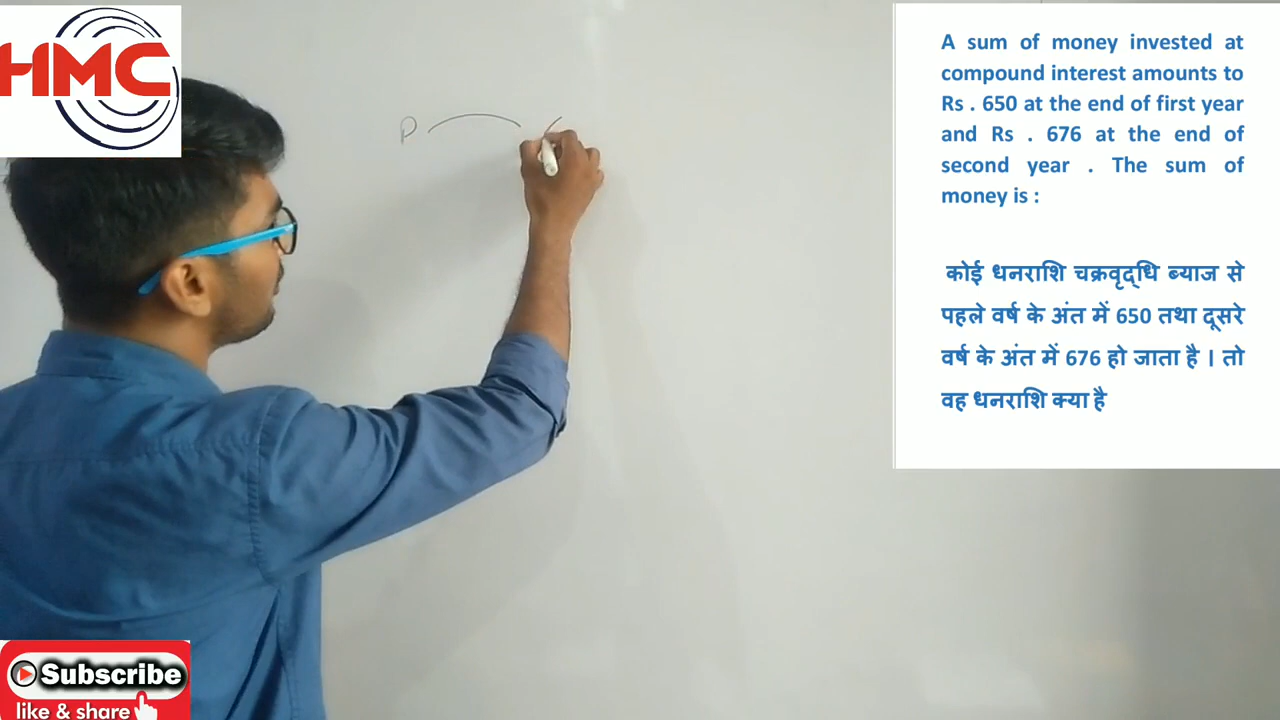 HMC
P
A sum of money invested at
compound interest amounts to
Rs . 650 at the end of first year
and Rs . 676 at the end of
second year . The sum of
money is :
कोई धनराशि चक्रवृद्धि ब्याज से
पहले वर्ष के अंत में 650 तथा दूसरे
वर्ष के अंत में 676 हो जाता है । तो
वह धनराशि क्या है
Subscribe
like & share